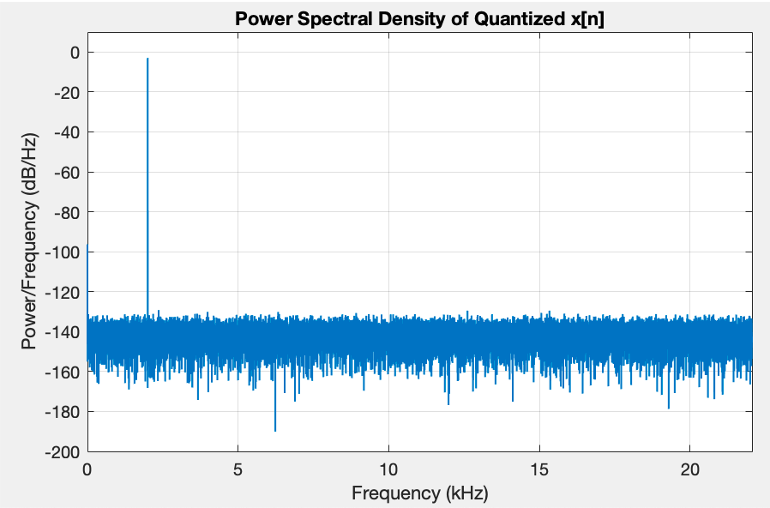 Power Spectral Density of Quantized x[n]
Power/Frequency (dB/Hz)
0
-20
-40
-60
-80
-100
-120
-140
-160
-180
-200
0 5 10 15 20
Frequency (kHz)